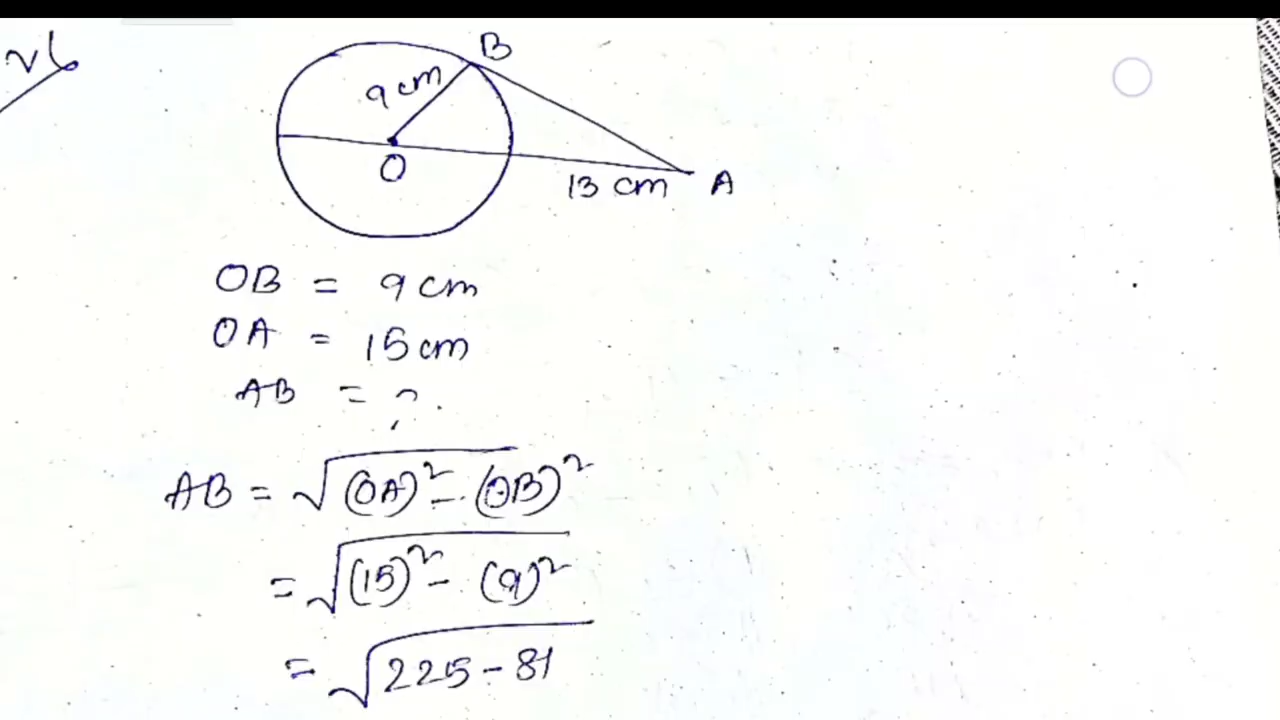 B
9 cm
O
13 cm A
OB = 9 cm
OA = 15 cm
AB = ?
AB = √(OA)² - (OB)²
= √(15)² - (9)²
= √225 - 81